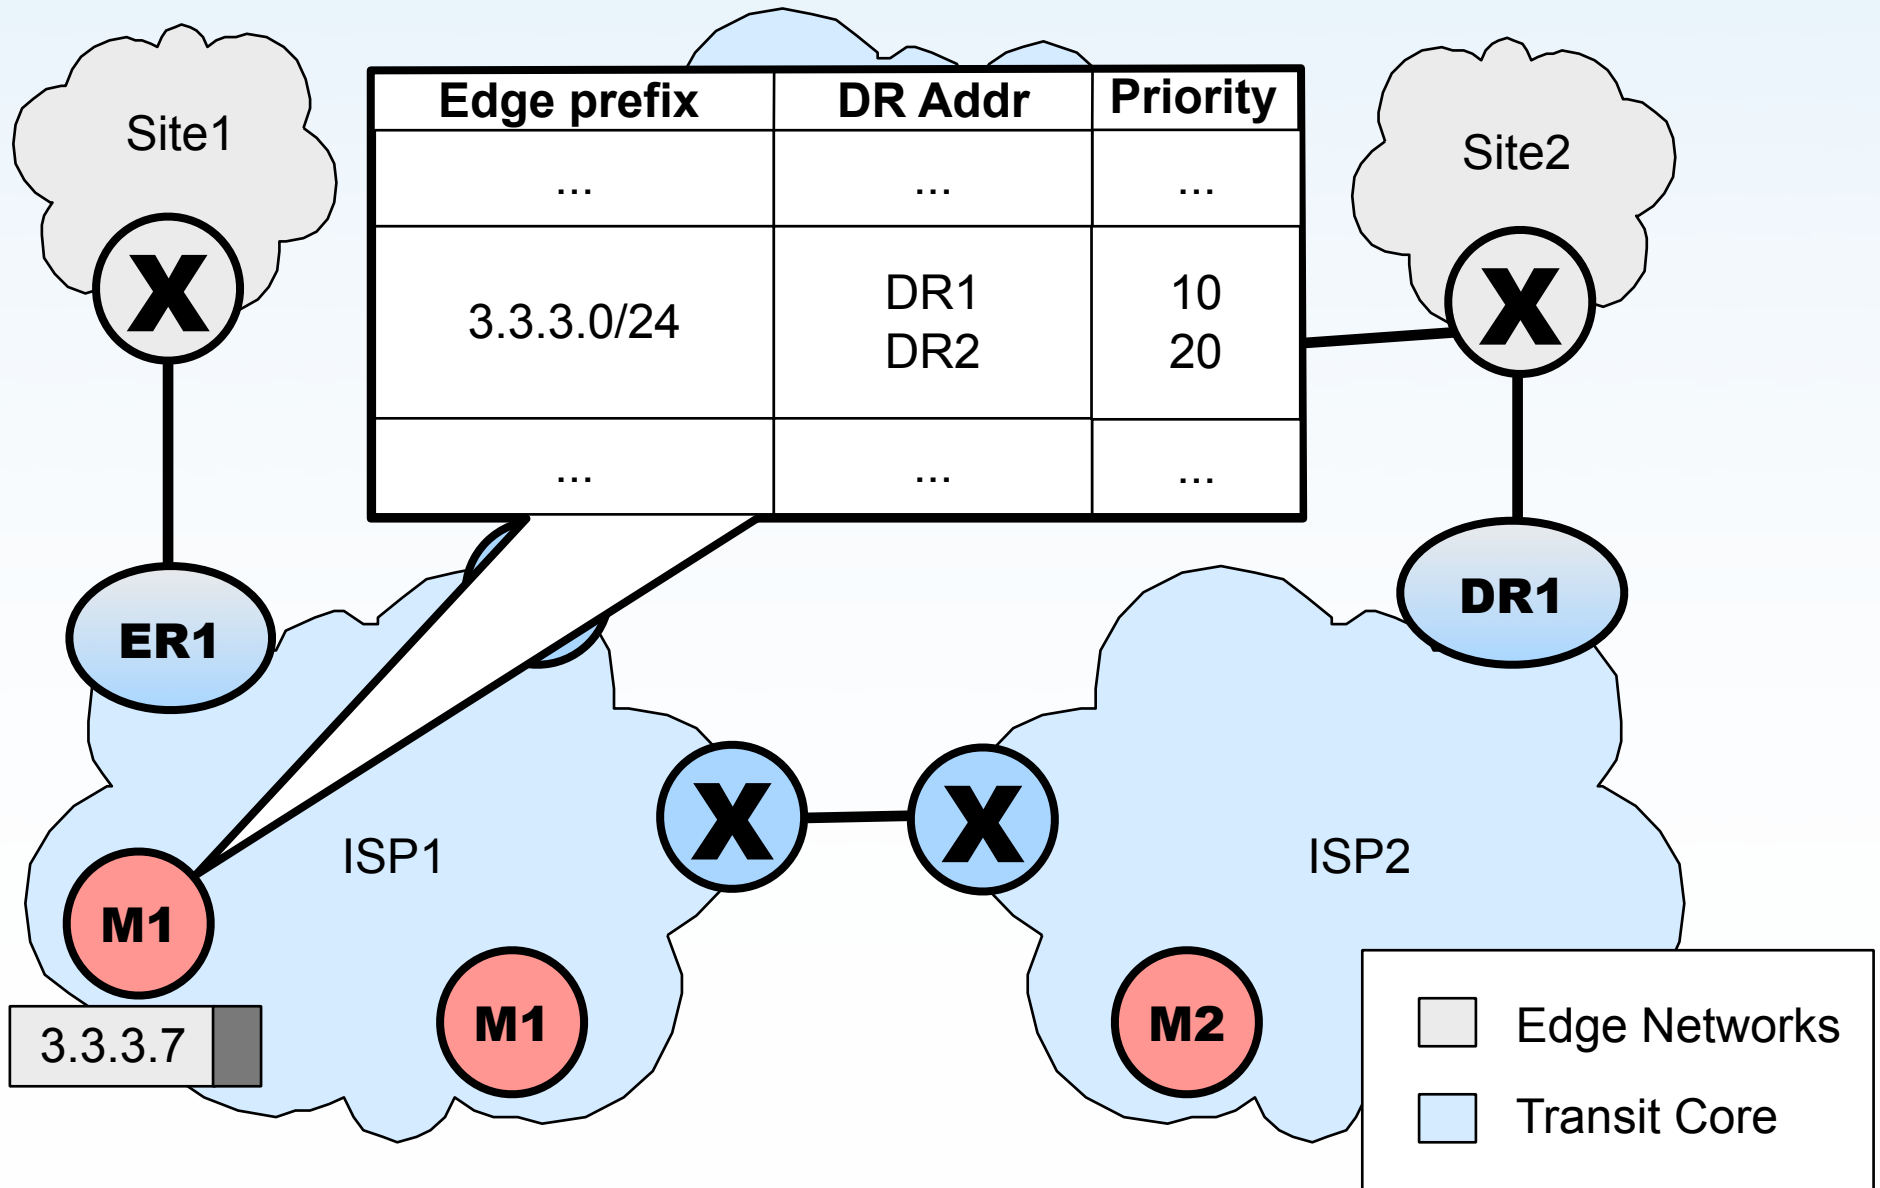 Site1
Edge prefix DR Addr Priority
... ... ...
3.3.3.0/24 DR1 10
DR2 20
... ... ...
Site2
X
X
ER1
DR1
X
X
ISP1
ISP2
M1
M1
M2
3.3.3.7
Edge Networks
Transit Core